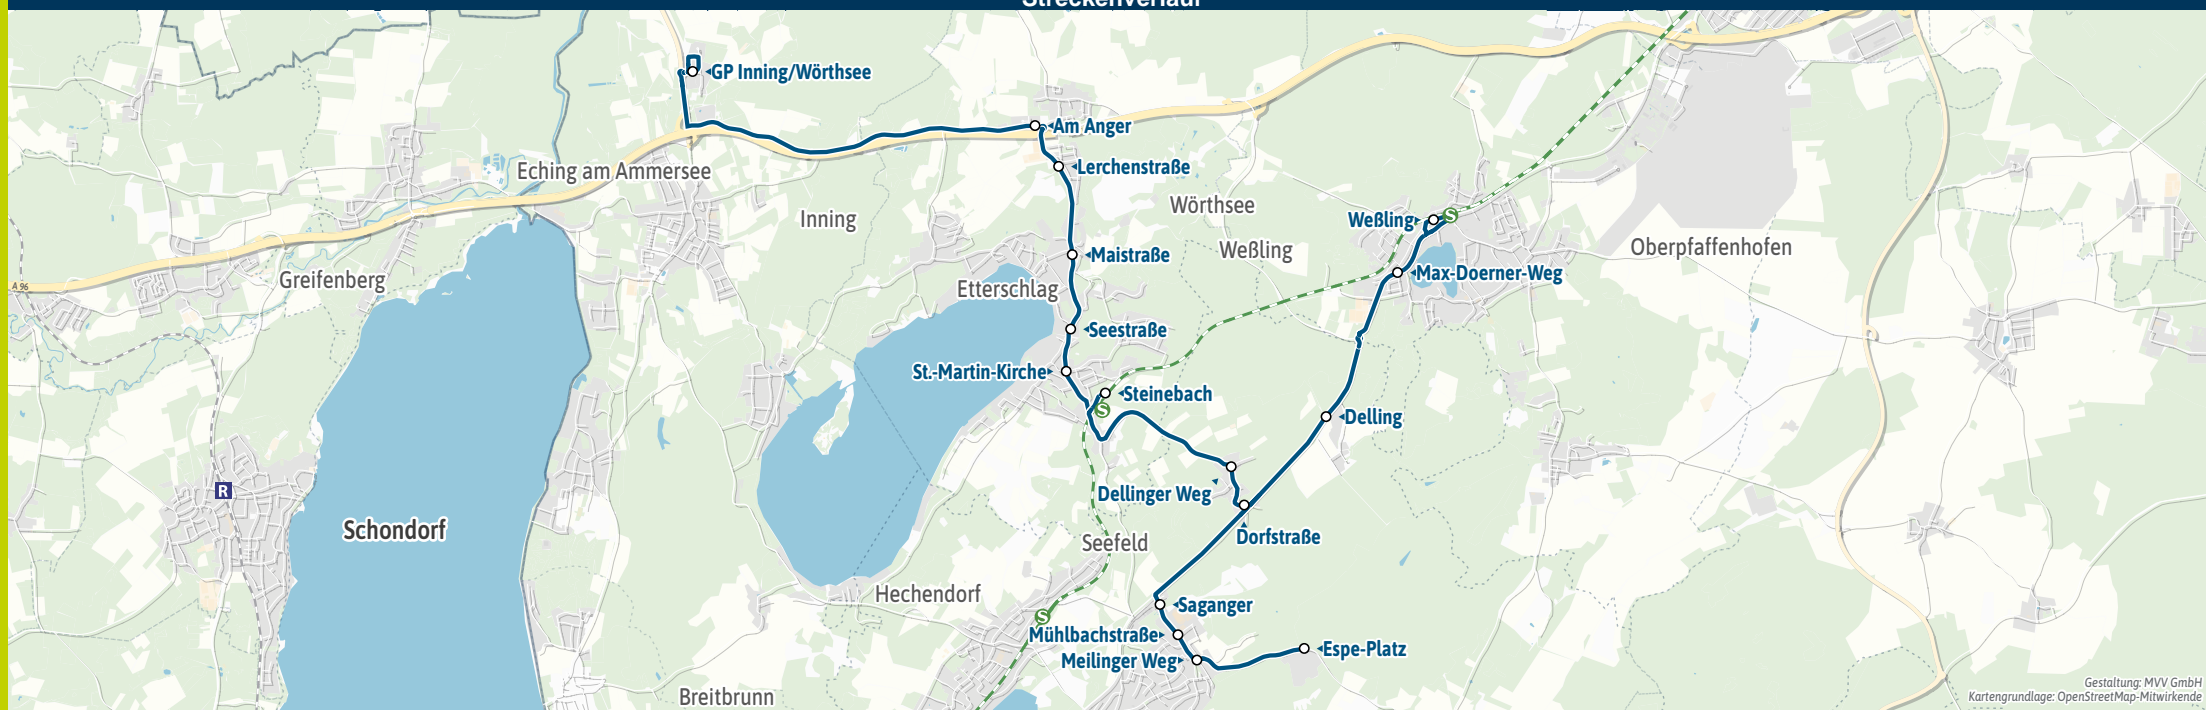 Streckenverlauf
GP Inning/Wörthsee
Am Anger
Eching am Ammersee
Lerchenstraße
Inning
Wörthsee
Weßling
S
Weßling
Oberpfaffenhofen
Maistraße
Max-Doerner-Weg
Greifenberg
A 96
Etterschlag
Seestraße
St.-Martin-Kirche
Steinebach
S
Delling
R
Dellinger Weg
Schondorf
Dorfstraße
Seefeld
Hechendorf
Saganger
S
Mühlbachstraße
Meilinger Weg
Espe-Platz
Breitbrunn
Gestaltung: MVV GmbH
Kartengrundlage: OpenStreetMap-Mitwirkende